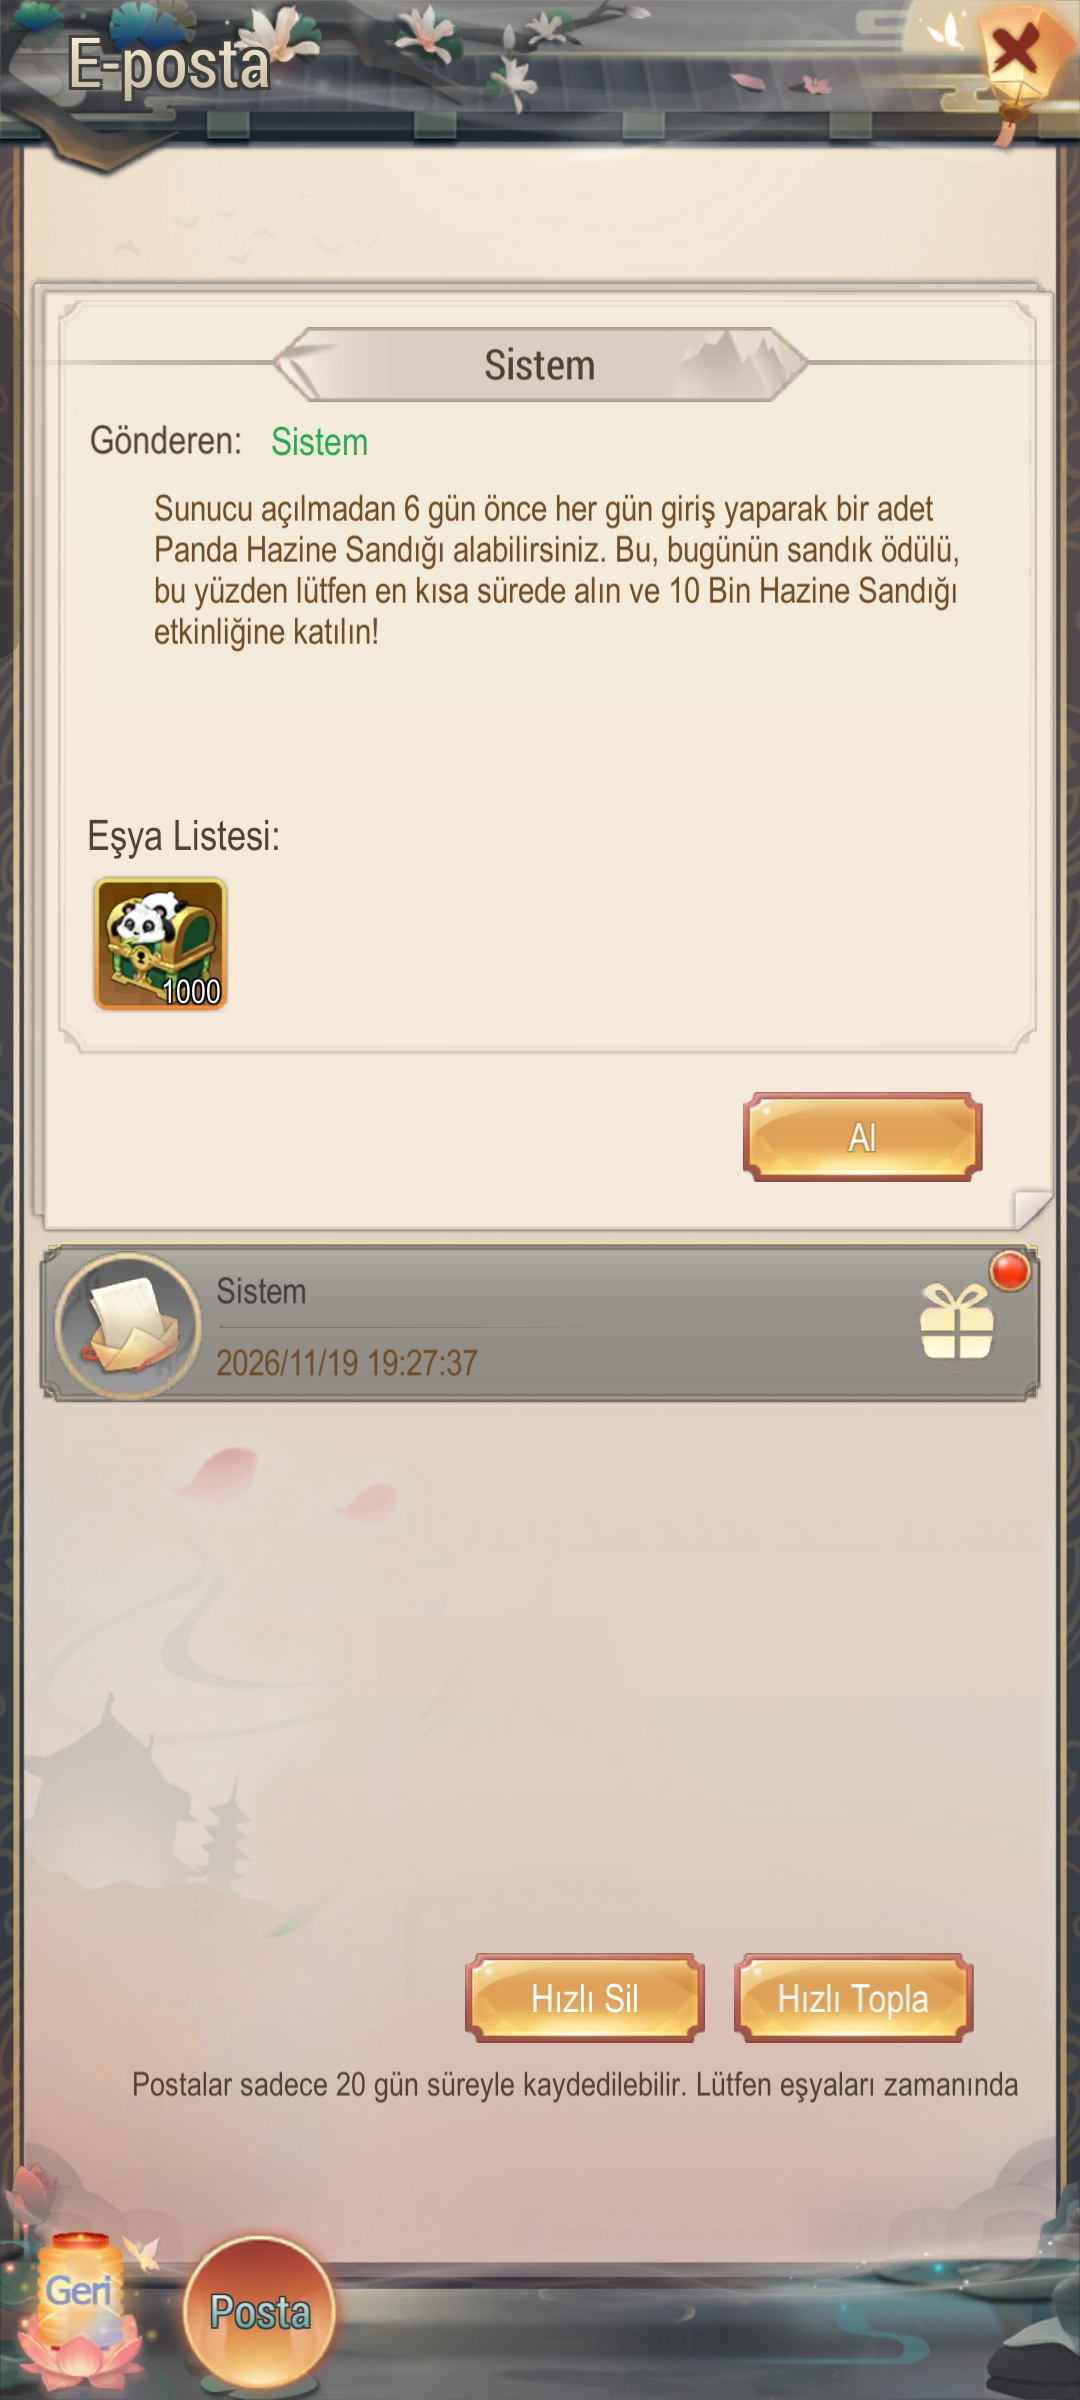 E-posta
Sistem
Gönderen: Sistem
Sunucu açılmadan 6 gün önce her gün giriş yaparak bir adet
Panda Hazine Sandığı alabilirsiniz. Bu, bugünün sandık ödülü,
bu yüzden lütfen en kısa sürede alın ve 10 Bin Hazine Sandığı
etkinliğine katılın!
Eşya Listesi:
1000
Al
Sistem
2026/11/19 19:27:37
Hızlı Sil
Hızlı Topla
Postalar sadece 20 gün süreyle kaydedilebilir. Lütfen eşyaları zamanında
Geri
Posta